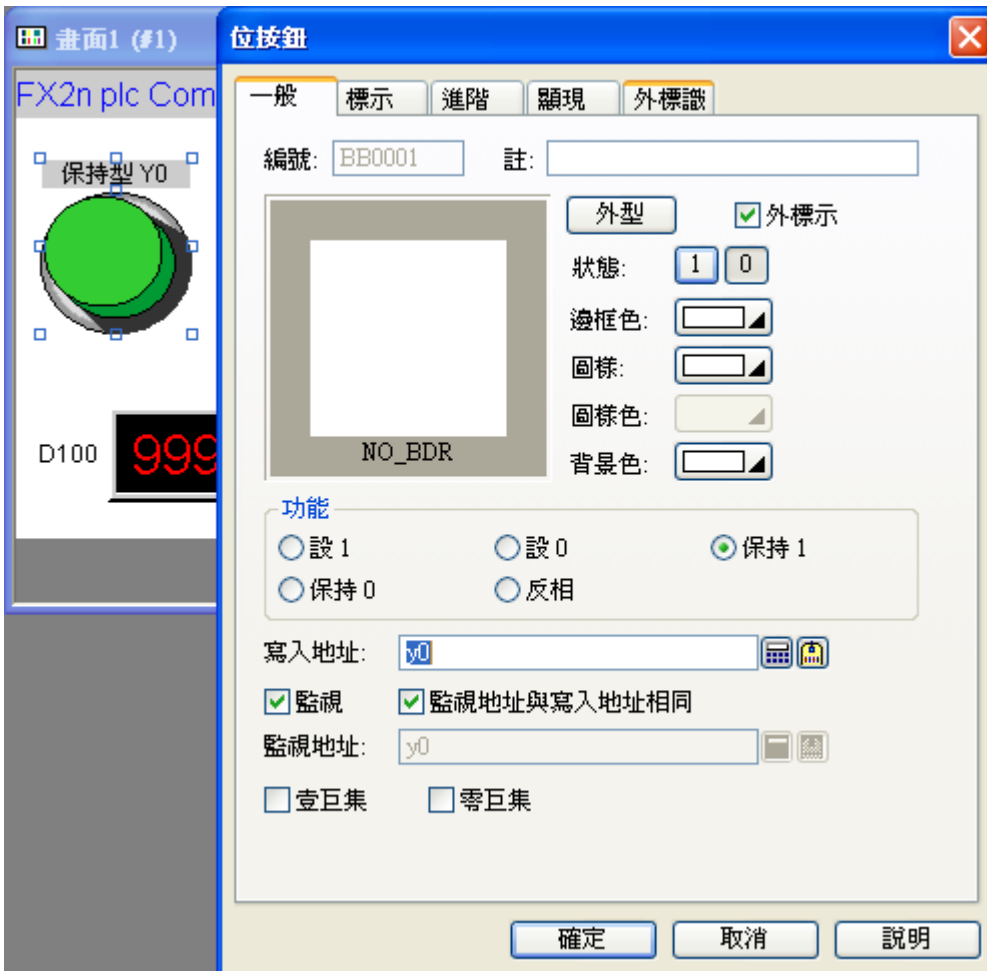 畫面1 (#1)
FX2n plc Com
保持型 Y0
D100
999
位按鈕
一般 標示 進階 顯現 外標識
編號: BB0001 註:
外型 外標示
狀態: 1 0
邊框色:
圖樣:
圖樣色:
NO_BDR
背景色:
功能
設 1 設 0 保持 1
保持 0 反相
寫入地址: y0
監視 監視地址與寫入地址相同
監視地址: y0
壹巨集 零巨集
確定 取消 說明